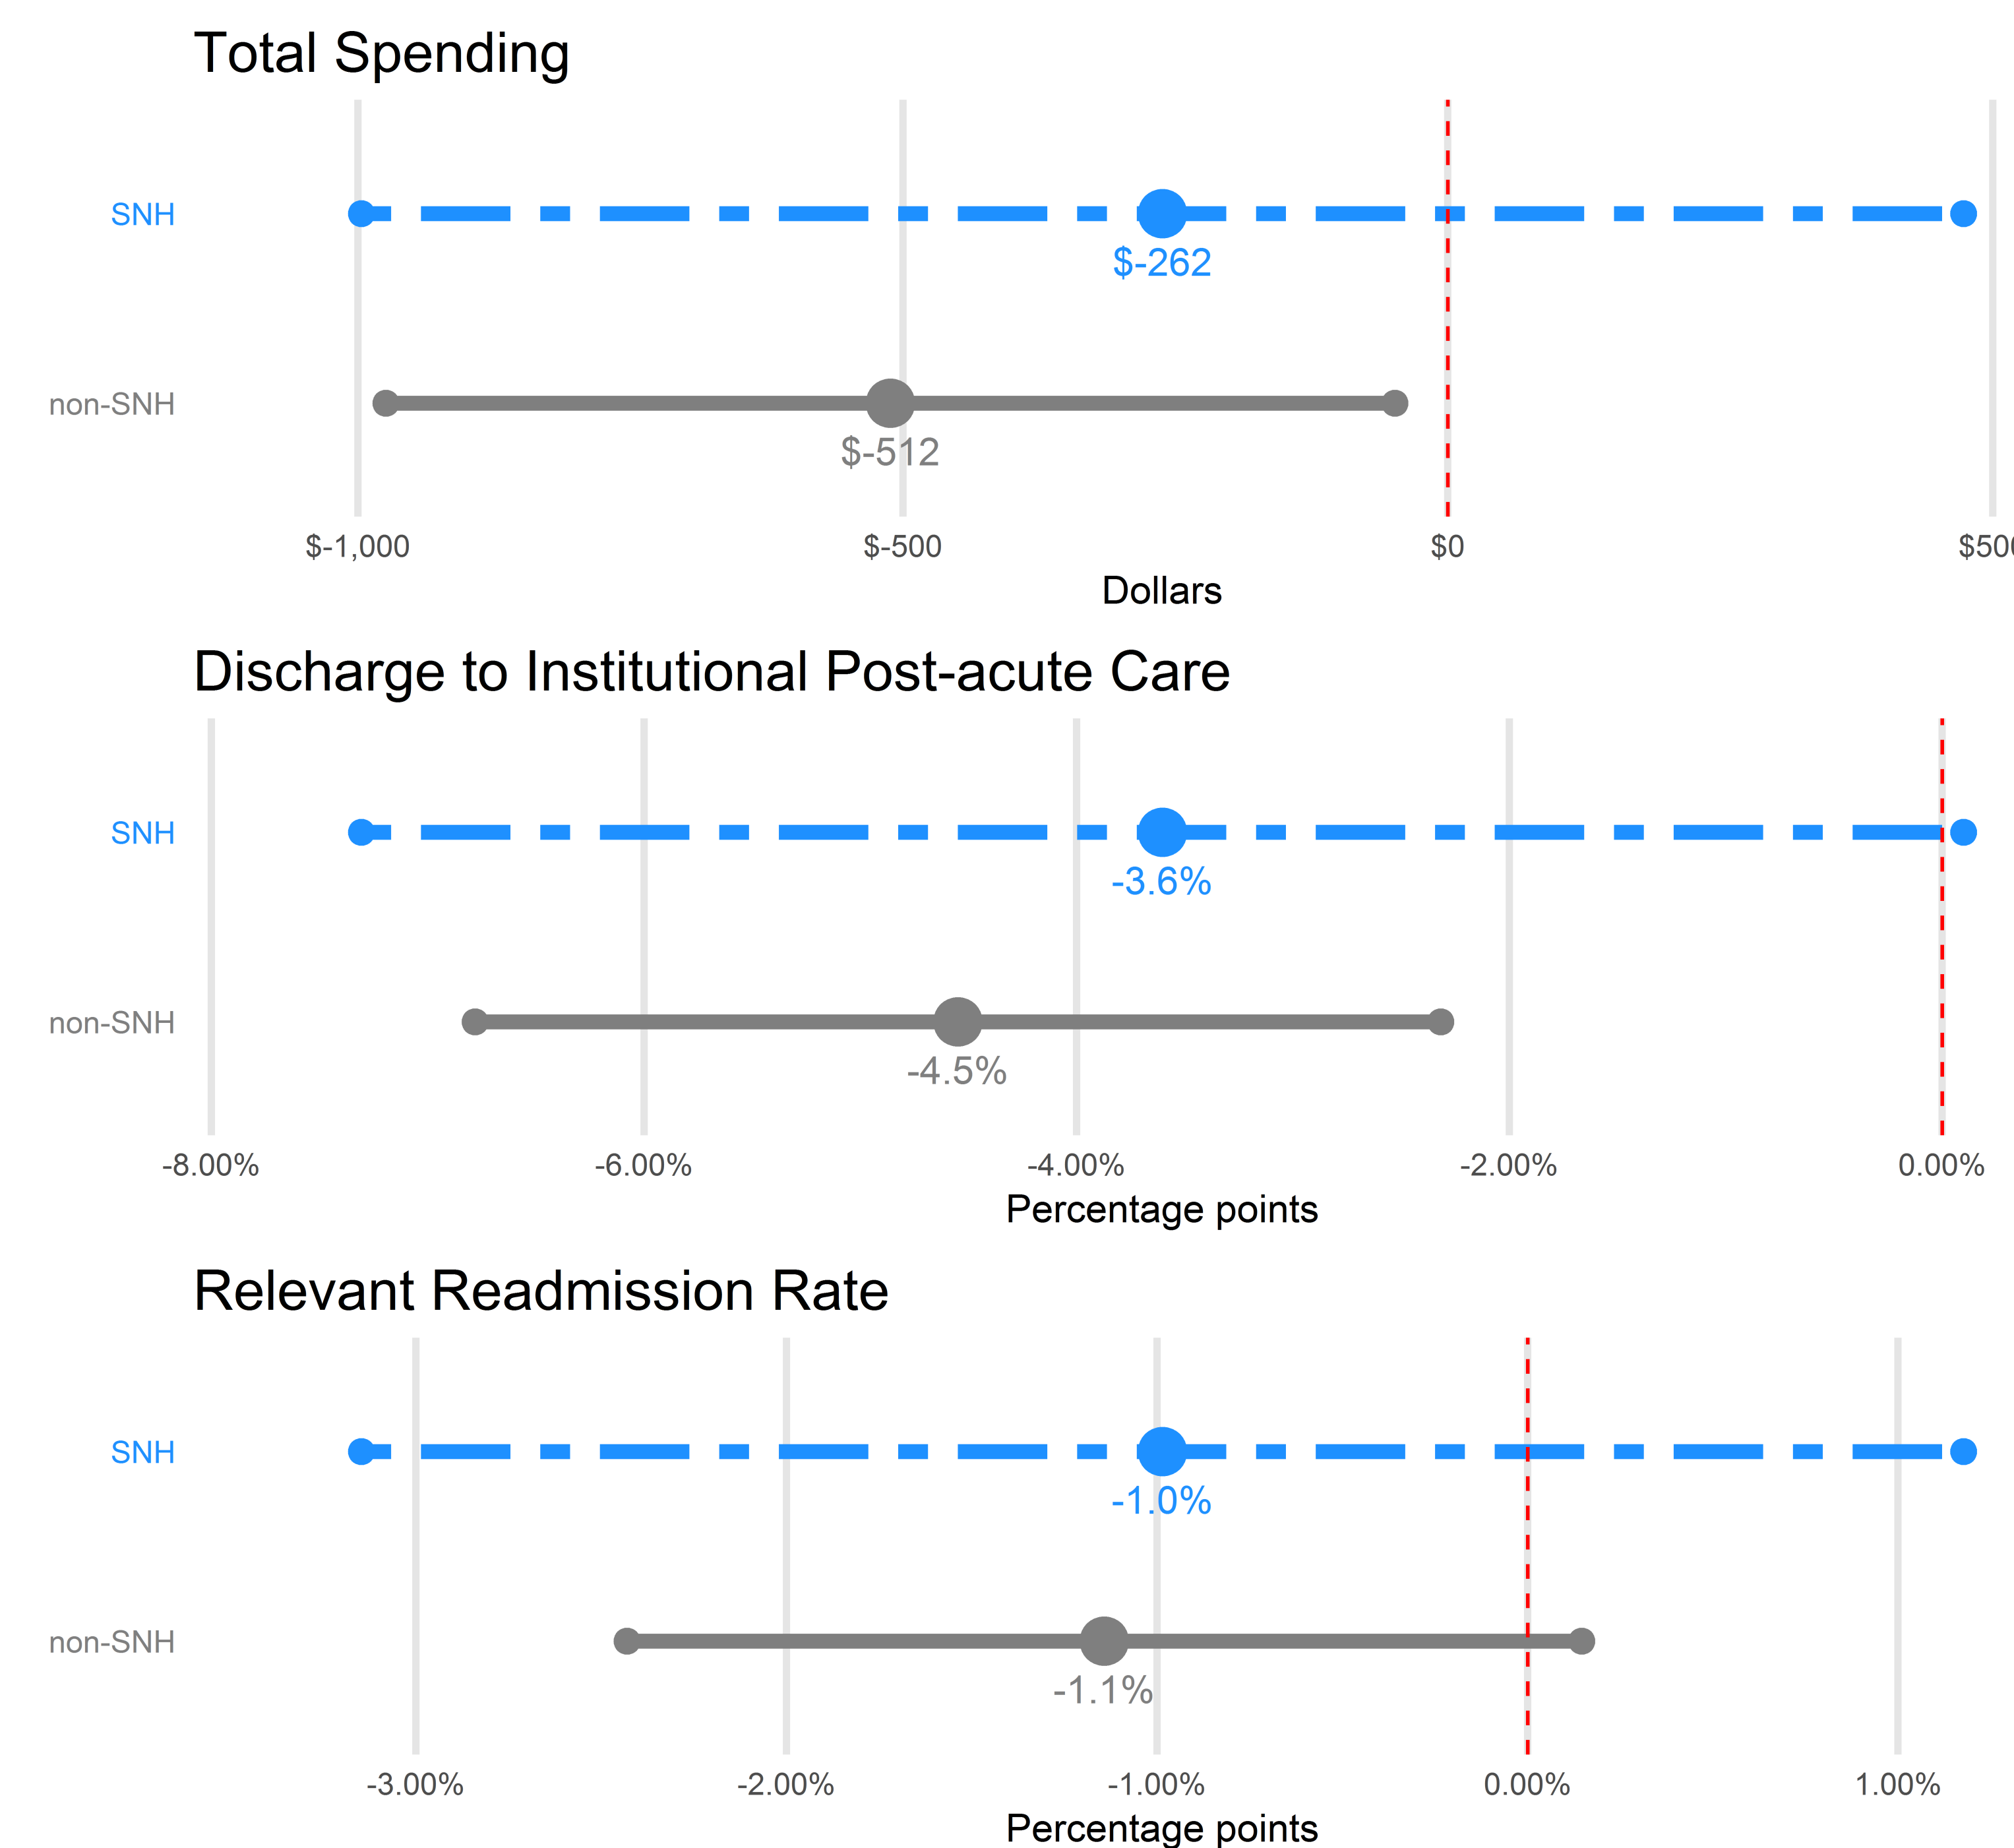 Total Spending
SNH
$-262
non-SNH
$-512
$-1,000 $-500 $0 $500
Dollars
Discharge to Institutional Post-acute Care
SNH
-3.6%
non-SNH
-4.5%
-8.00% -6.00% -4.00% -2.00% 0.00%
Percentage points
Relevant Readmission Rate
SNH
-1.0%
non-SNH
-1.1%
-3.00% -2.00% -1.00% 0.00% 1.00%
Percentage points